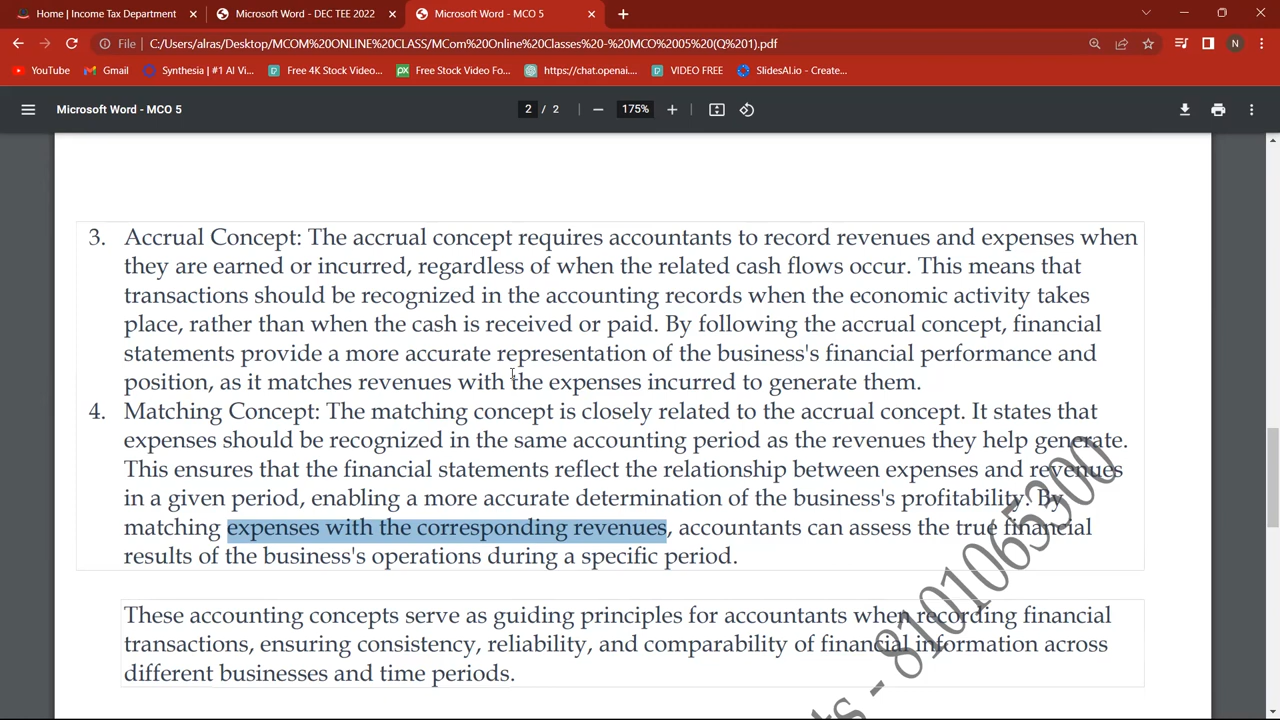 Home | Income Tax Department
Microsoft Word - DEC TEE 2022
Microsoft Word - MCO 5
File
C:/Users/alras/Desktop/MCOM%20ONLINE%20CLASS/MCom%20Online%20Classes%20-%20MCO%2005%20(Q%201).pdf
N
YouTube
Gmail
Synthesia | #1 AI Vi...
Free 4K Stock Video...
px
Free Stock Video Fo...
https://chat.openai....
VIDEO FREE
SlidesAI.io - Create...
Microsoft Word - MCO 5
2 / 2
175%
3. Accrual Concept: The accrual concept requires accountants to record revenues and expenses when
they are earned or incurred, regardless of when the related cash flows occur. This means that
transactions should be recognized in the accounting records when the economic activity takes
place, rather than when the cash is received or paid. By following the accrual concept, financial
statements provide a more accurate representation of the business's financial performance and
position, as it matches revenues with the expenses incurred to generate them.
4. Matching Concept: The matching concept is closely related to the accrual concept. It states that
expenses should be recognized in the same accounting period as the revenues they help generate.
This ensures that the financial statements reflect the relationship between expenses and revenues
in a given period, enabling a more accurate determination of the business's profitability. By
matching expenses with the corresponding revenues, accountants can assess the true financial
results of the business's operations during a specific period.
These accounting concepts serve as guiding principles for accountants when recording financial
transactions, ensuring consistency, reliability, and comparability of financial information across
different businesses and time periods.
- 8101065300